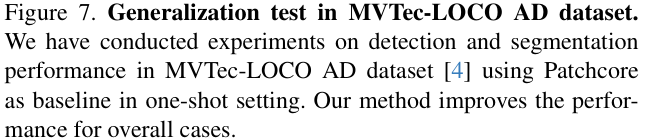 Figure 7. Generalization test in MVTec-LOCO AD dataset.
We have conducted experiments on detection and segmentation
performance in MVTec-LOCO AD dataset [4] using Patchcore
as baseline in one-shot setting. Our method improves the perfor-
mance for overall cases.